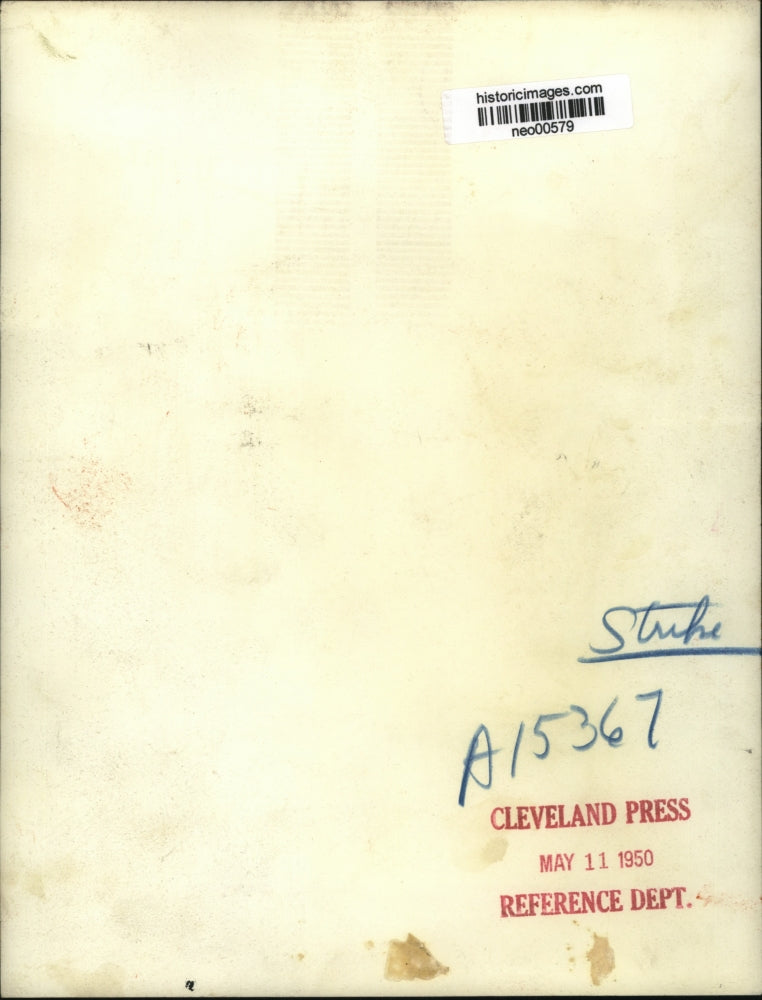 historicimages.com
neo00579
Strike
A15367
CLEVELAND PRESS
MAY 11 1950
REFERENCE DEPT.